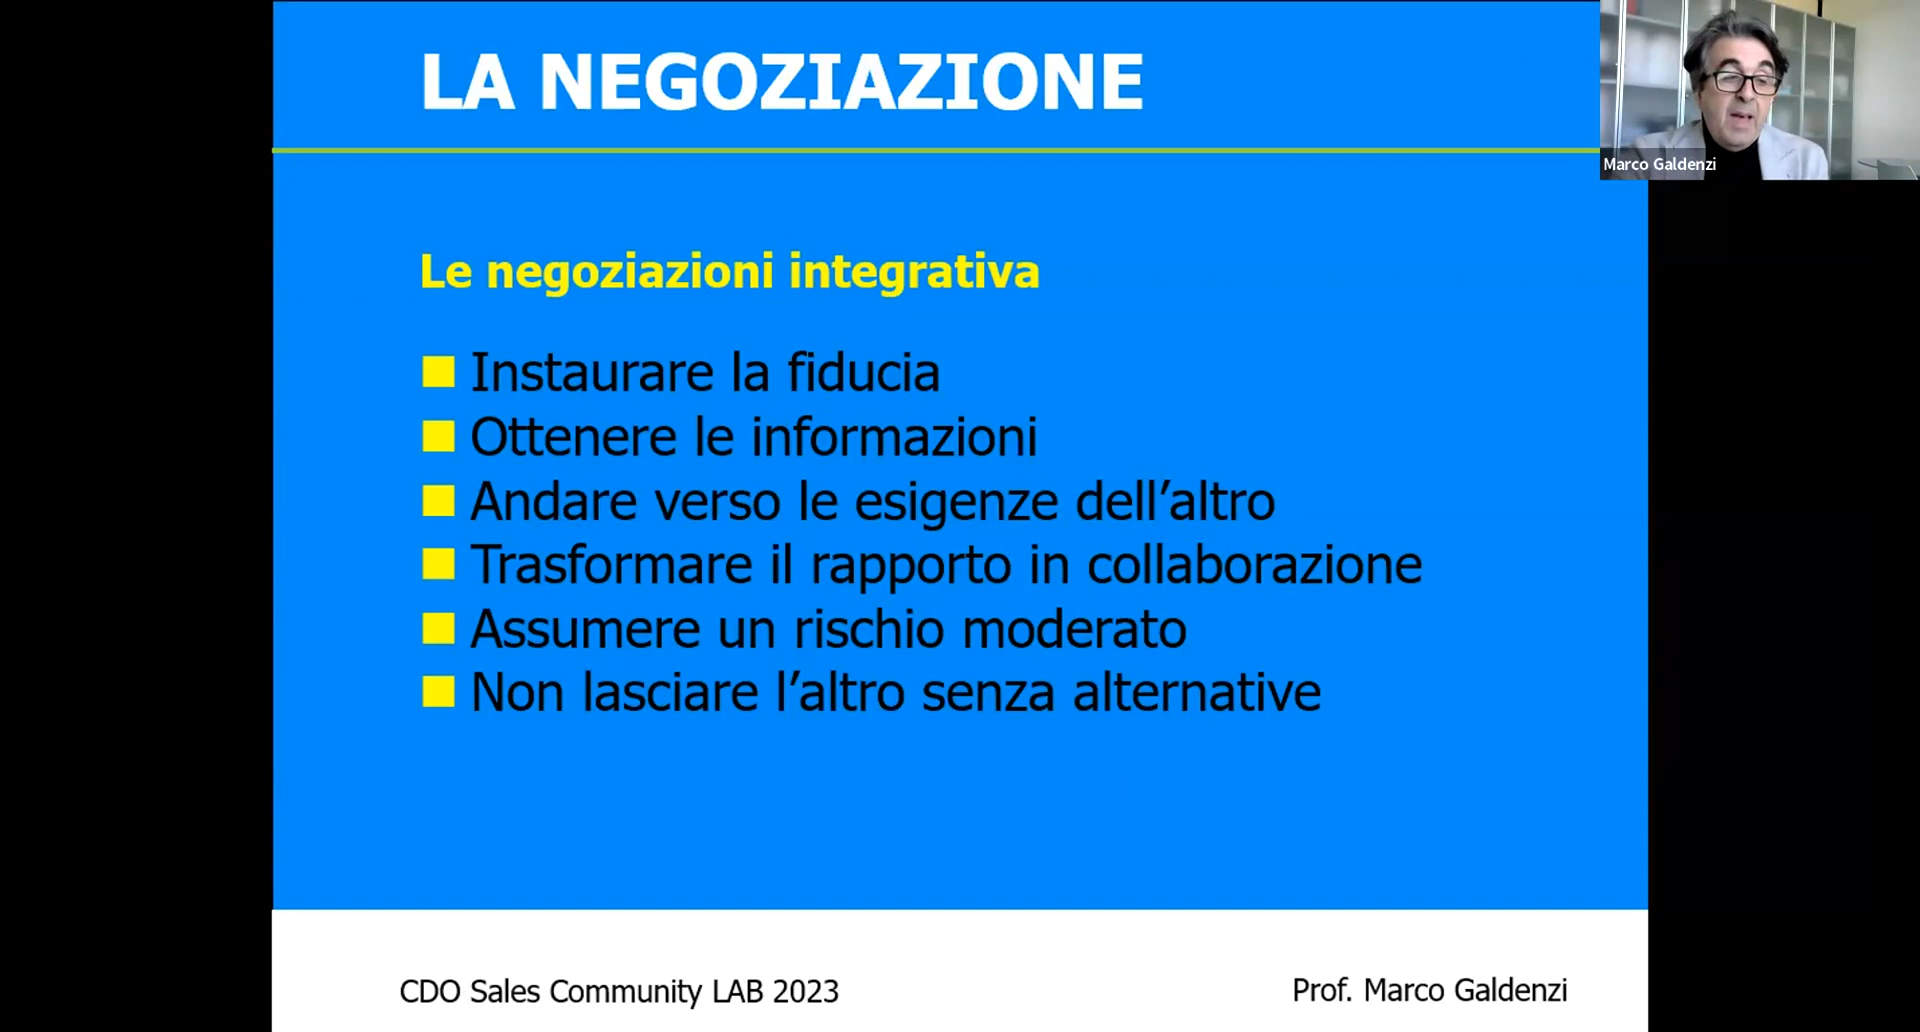 LA NEGOZIAZIONE
Marco Galdenzi
Le negoziazioni integrativa
Instaurare la fiducia
Ottenere le informazioni
Andare verso le esigenze dell’altro
Trasformare il rapporto in collaborazione
Assumere un rischio moderato
Non lasciare l’altro senza alternative
CDO Sales Community LAB 2023
Prof. Marco Galdenzi